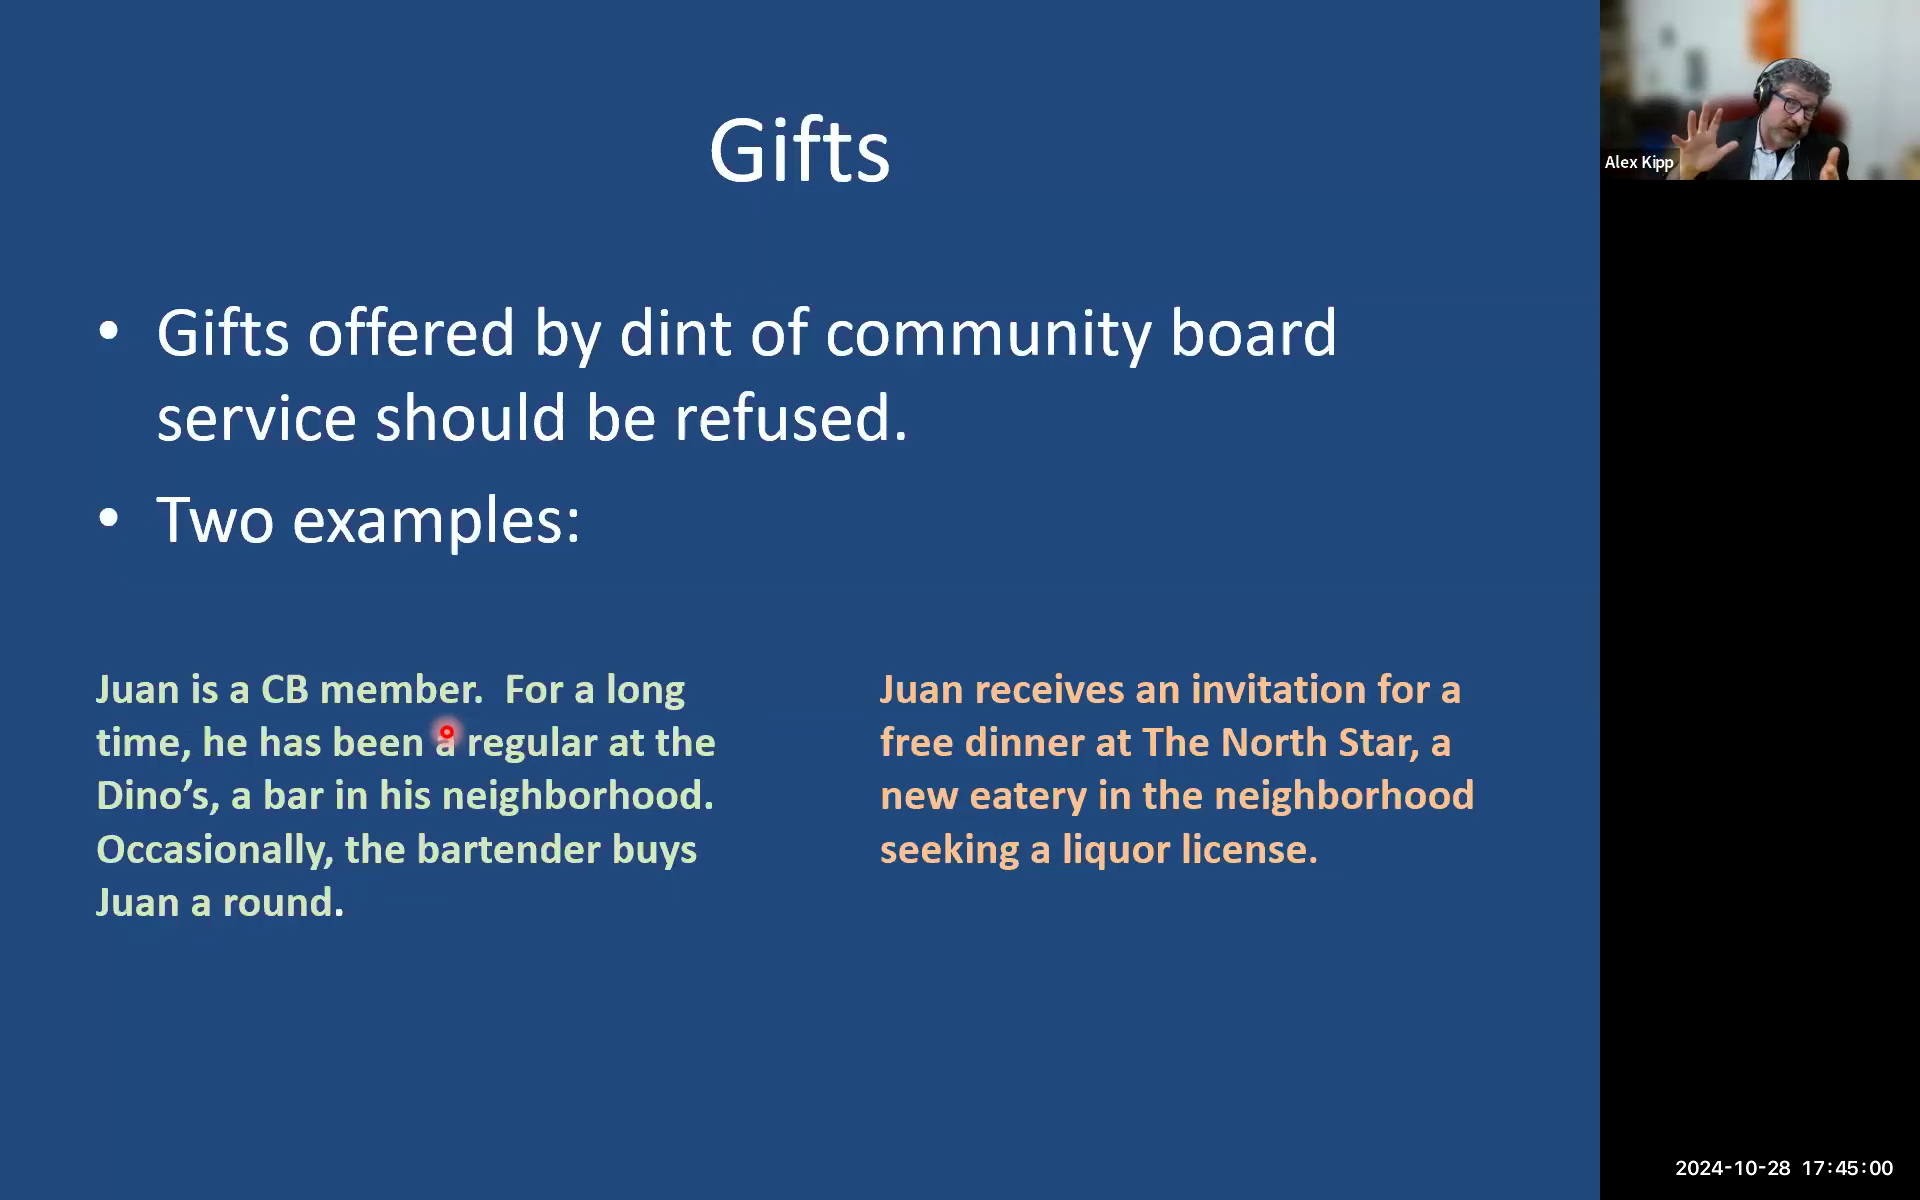 Gifts
• Gifts offered by dint of community board
service should be refused.
• Two examples:
Juan is a CB member.  For a long
time, he has been a regular at the
Dino’s, a bar in his neighborhood.
Occasionally, the bartender buys
Juan a round.
Juan receives an invitation for a
free dinner at The North Star, a
new eatery in the neighborhood
seeking a liquor license.
Alex Kipp
2024-10-28 17:45:00